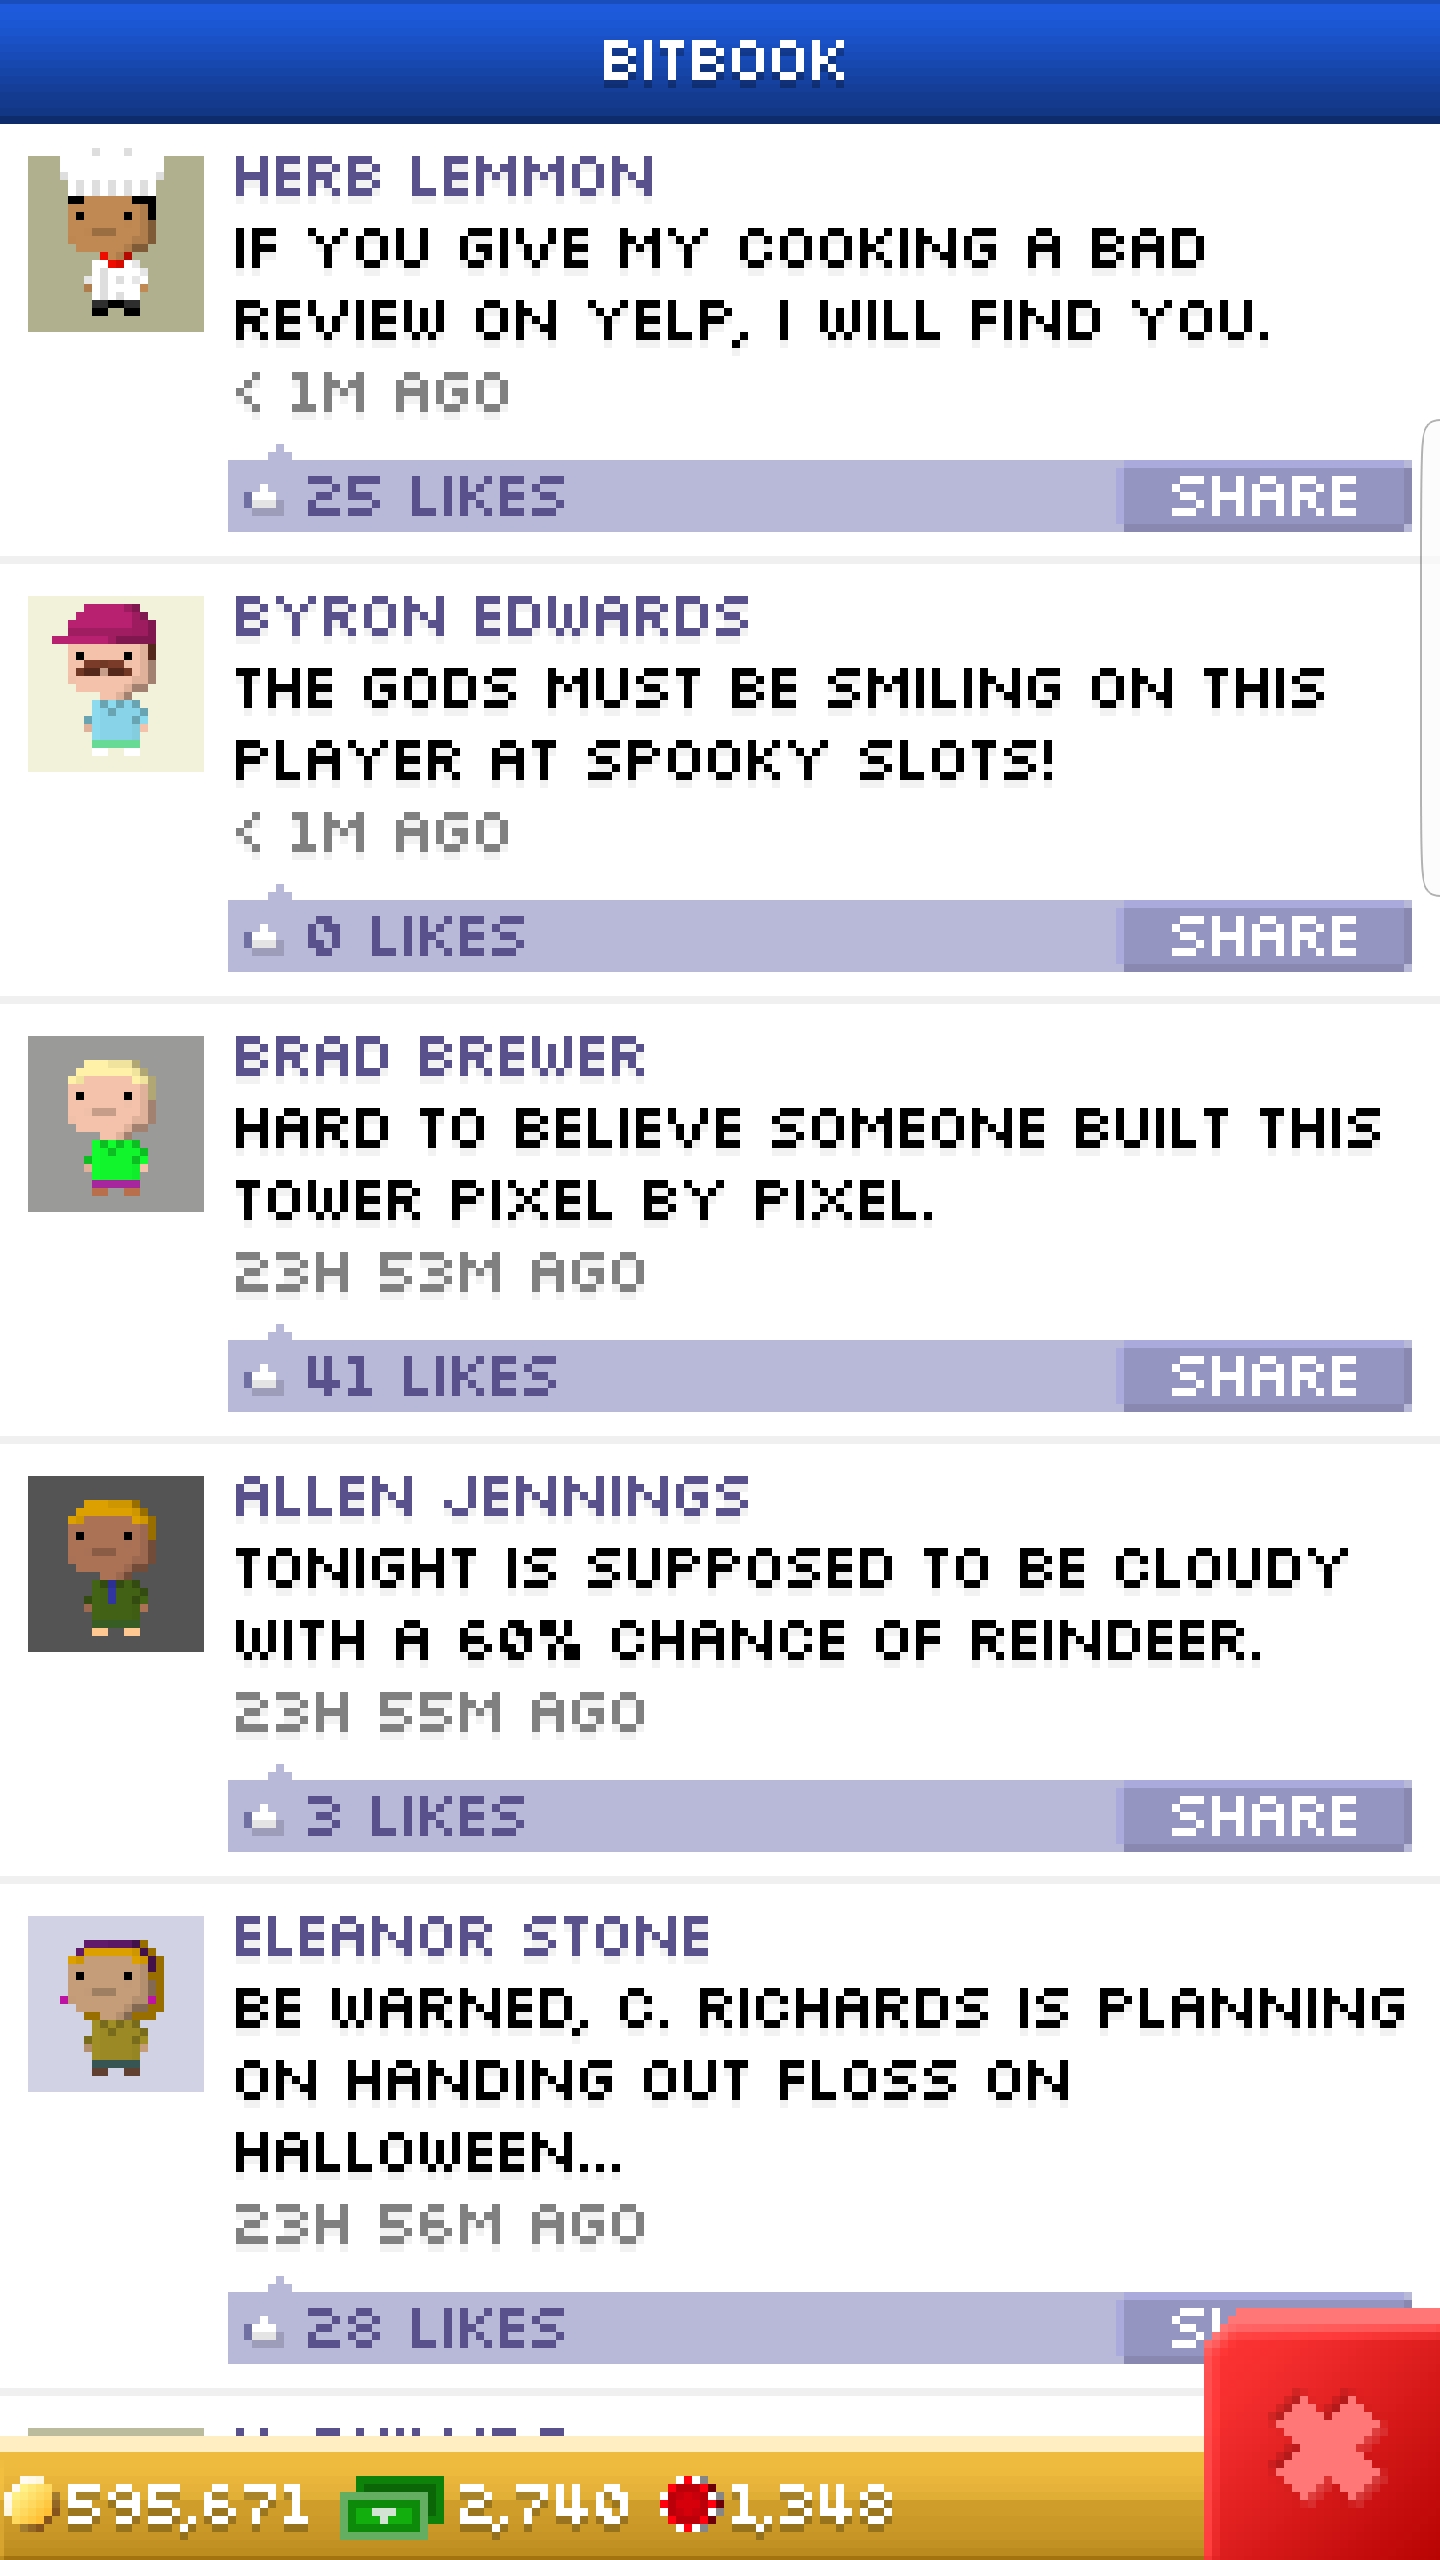 BITBOOK
HERB LEMMON
IF YOU GIVE MY COOKING A BAD
REVIEW ON YELP, I WILL FIND YOU.
< 1M AGO
25 LIKES
SHARE
BYRON EDWARDS
THE GODS MUST BE SMILING ON THIS
PLAYER AT SPOOKY SLOTS!
< 1M AGO
0 LIKES
SHARE
BRAD BREWER
HARD TO BELIEVE SOMEONE BUILT THIS
TOWER PIXEL BY PIXEL.
23H 53M AGO
41 LIKES
SHARE
ALLEN JENNINGS
TONIGHT IS SUPPOSED TO BE CLOUDY
WITH A 60% CHANCE OF REINDEER.
23H 55M AGO
3 LIKES
SHARE
ELEANOR STONE
BE WARNED, C. RICHARDS IS PLANNING
ON HANDING OUT FLOSS ON
HALLOWEEN...
23H 56M AGO
28 LIKES
595,671 2,740 1,348